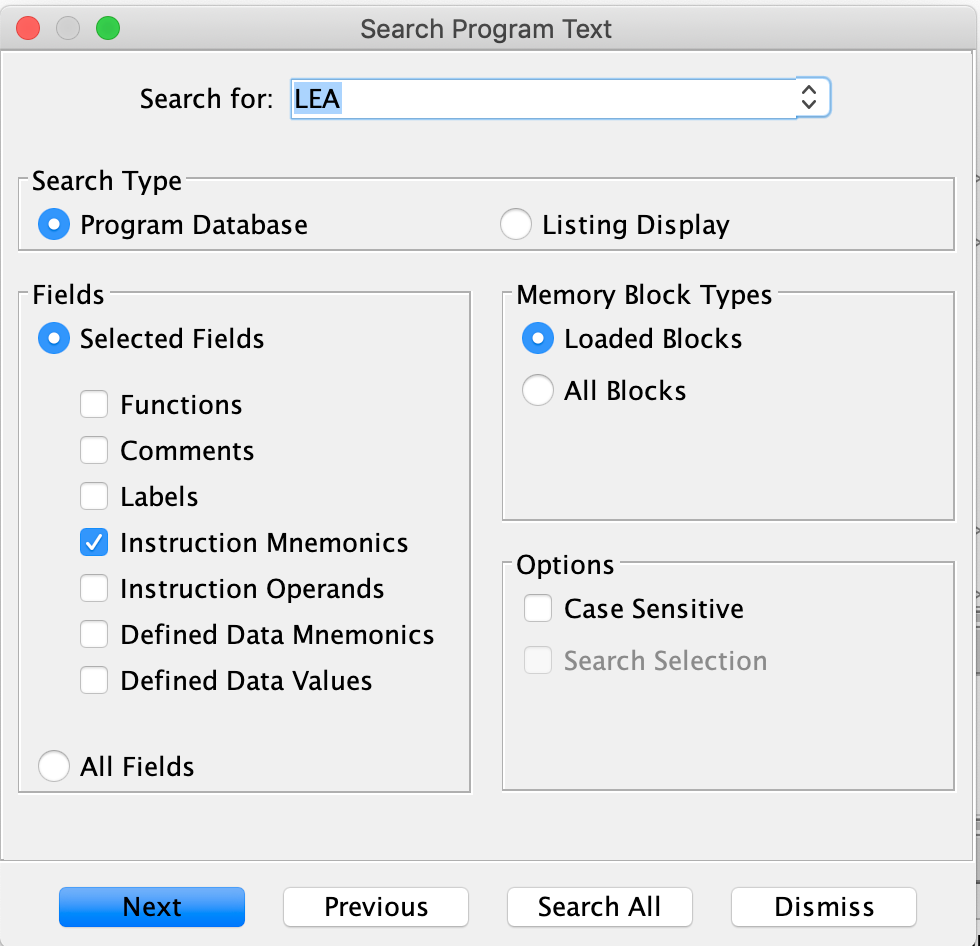 Search Program Text
Search for: LEA
Search Type
Program Database
Listing Display
Fields
Selected Fields
Functions
Comments
Labels
Instruction Mnemonics
Instruction Operands
Defined Data Mnemonics
Defined Data Values
All Fields
Memory Block Types
Loaded Blocks
All Blocks
Options
Case Sensitive
Search Selection
Next Previous Search All Dismiss